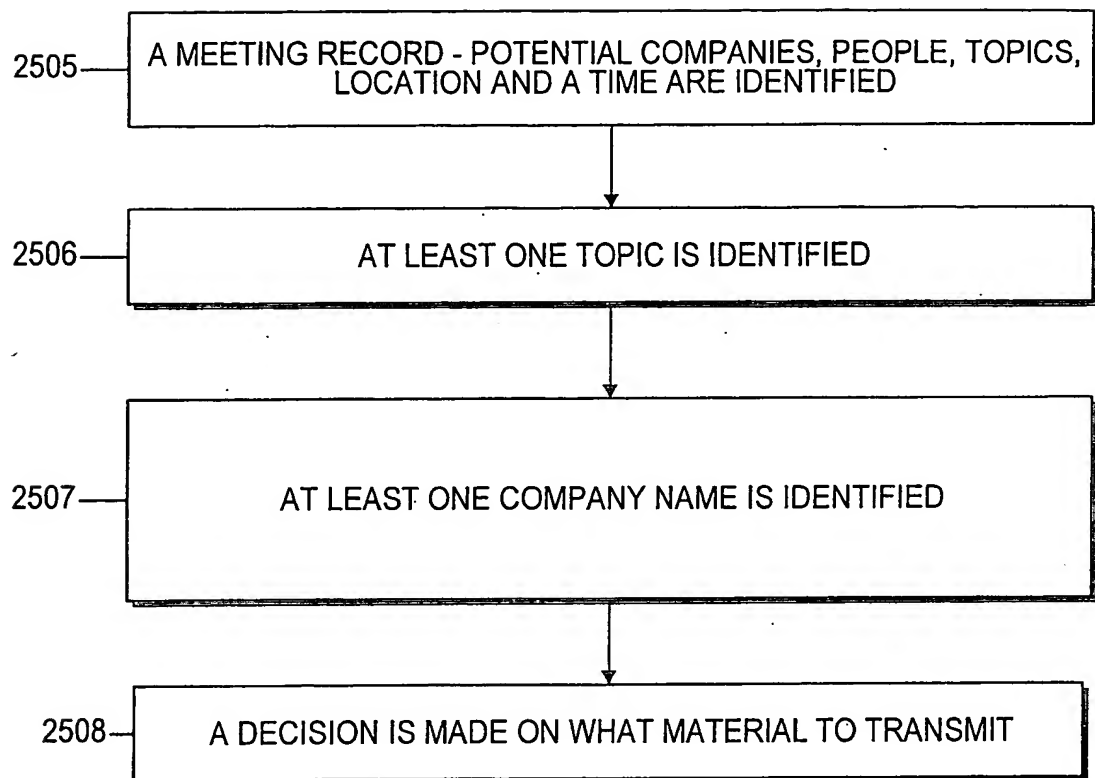 2505
A MEETING RECORD - POTENTIAL COMPANIES, PEOPLE, TOPICS,
LOCATION AND A TIME ARE IDENTIFIED
2506
AT LEAST ONE TOPIC IS IDENTIFIED
2507
AT LEAST ONE COMPANY NAME IS IDENTIFIED
2508
A DECISION IS MADE ON WHAT MATERIAL TO TRANSMIT